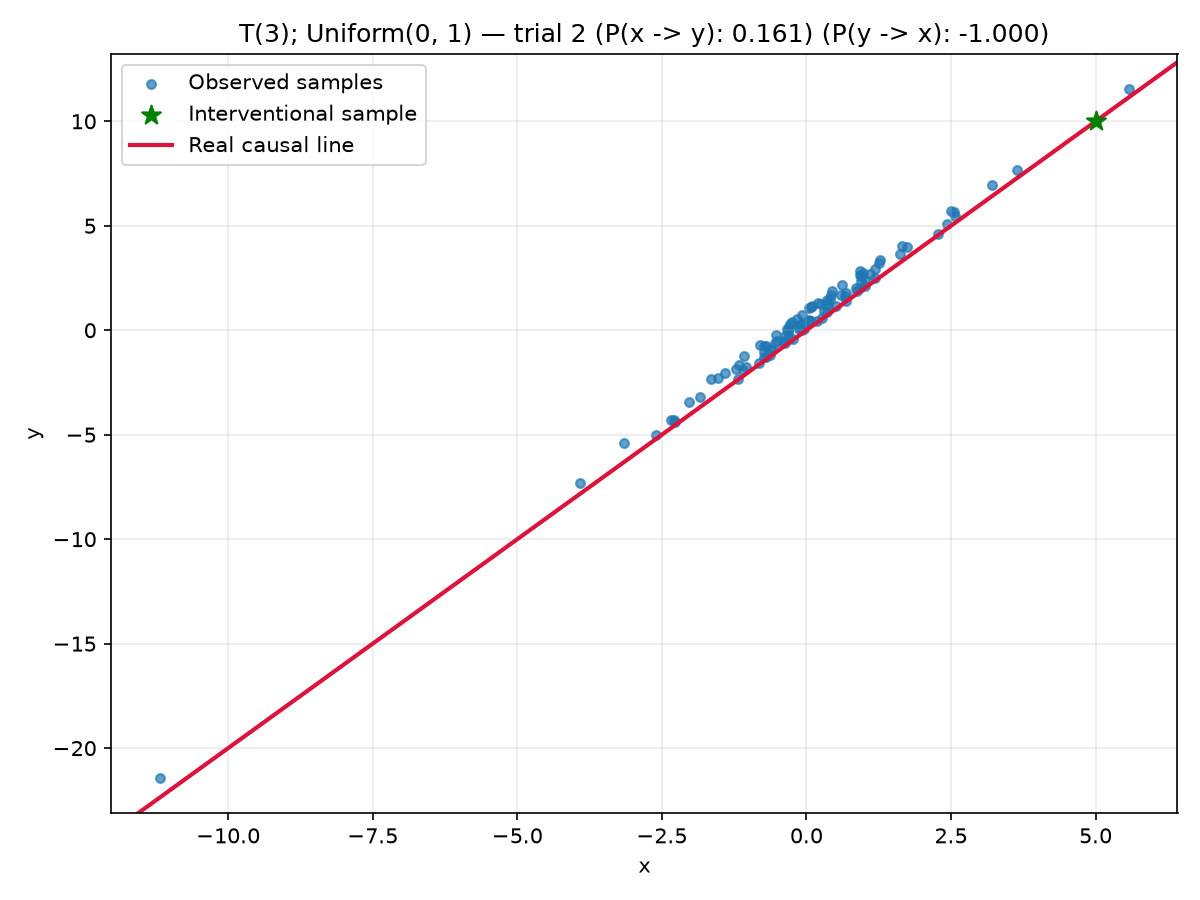 T(3); Uniform(0, 1) — trial 2 (P(x -> y): 0.161) (P(y -> x): -1.000)
Observed samples
Interventional sample
Real causal line
10
5
0
−5
−10
−15
−20
y
−10.0
−7.5
−5.0
−2.5
0.0
2.5
5.0
x